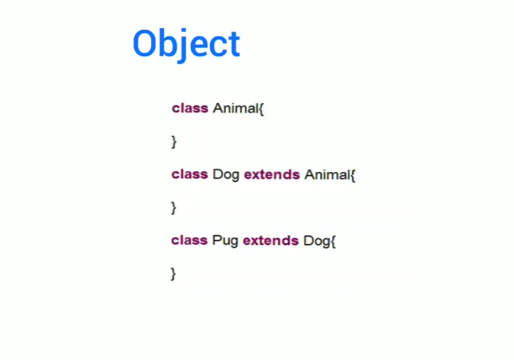 Object
class Animal{
}
class Dog extends Animal{
}
class Pug extends Dog{
}